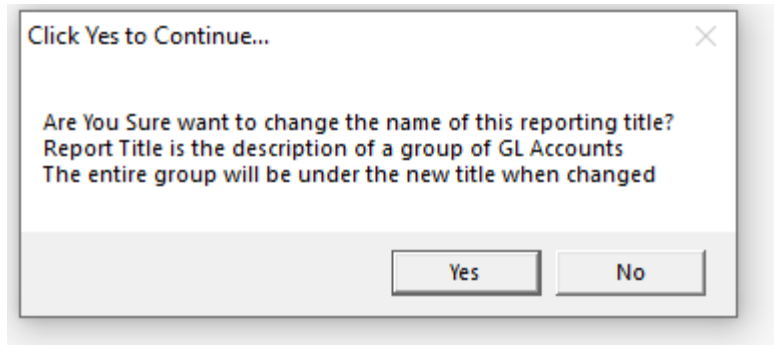 Click Yes to Continue...
Are You Sure want to change the name of this reporting title?
Report Title is the description of a group of GL Accounts
The entire group will be under the new title when changed
Yes
No